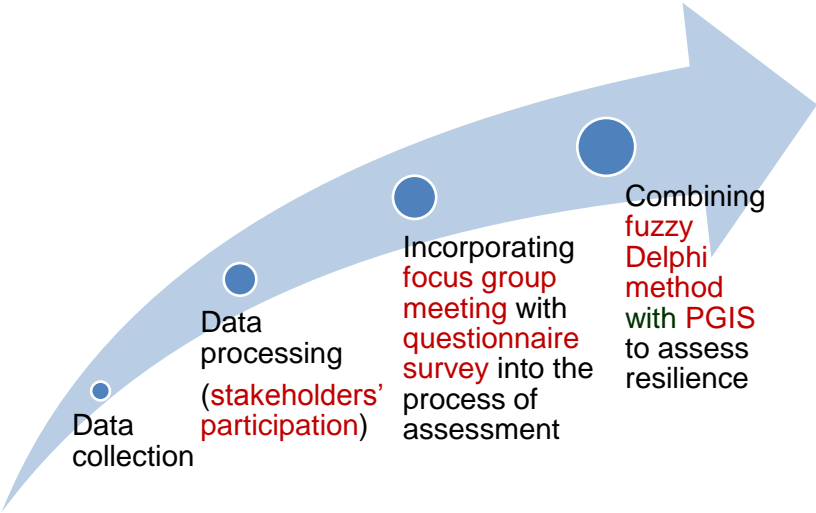 Data
collection
Data
processing
(stakeholders'
participation)
Incorporating
focus group
meeting with
questionnaire
survey into the
process of
assessment
Combining
fuzzy
Delphi
method
with PGIS
to assess
resilience